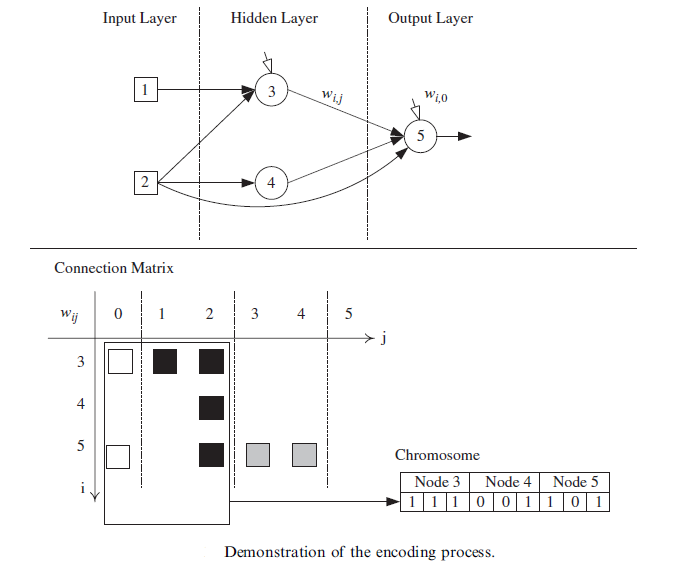 Input Layer Hidden Layer Output Layer
1 3 w_{i,j} w_{i,0}
5
2 4
Connection Matrix
w_{ij} 0 1 2 3 4 5
j
3
4
5
i
Chromosome
Node 3 Node 4 Node 5
1 1 1 0 0 1 1 0 1
Demonstration of the encoding process.